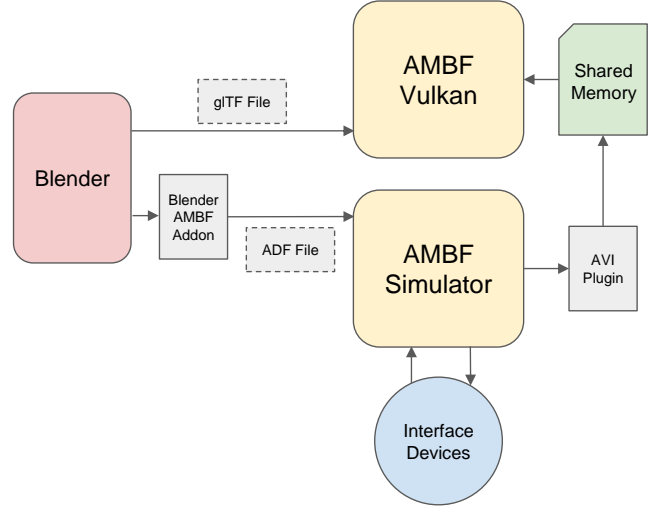 AMBF
Vulkan
Shared
Memory
glTF File
Blender
Blender
AMBF
Addon
ADF File
AMBF
Simulator
AVI
Plugin
Interface
Devices